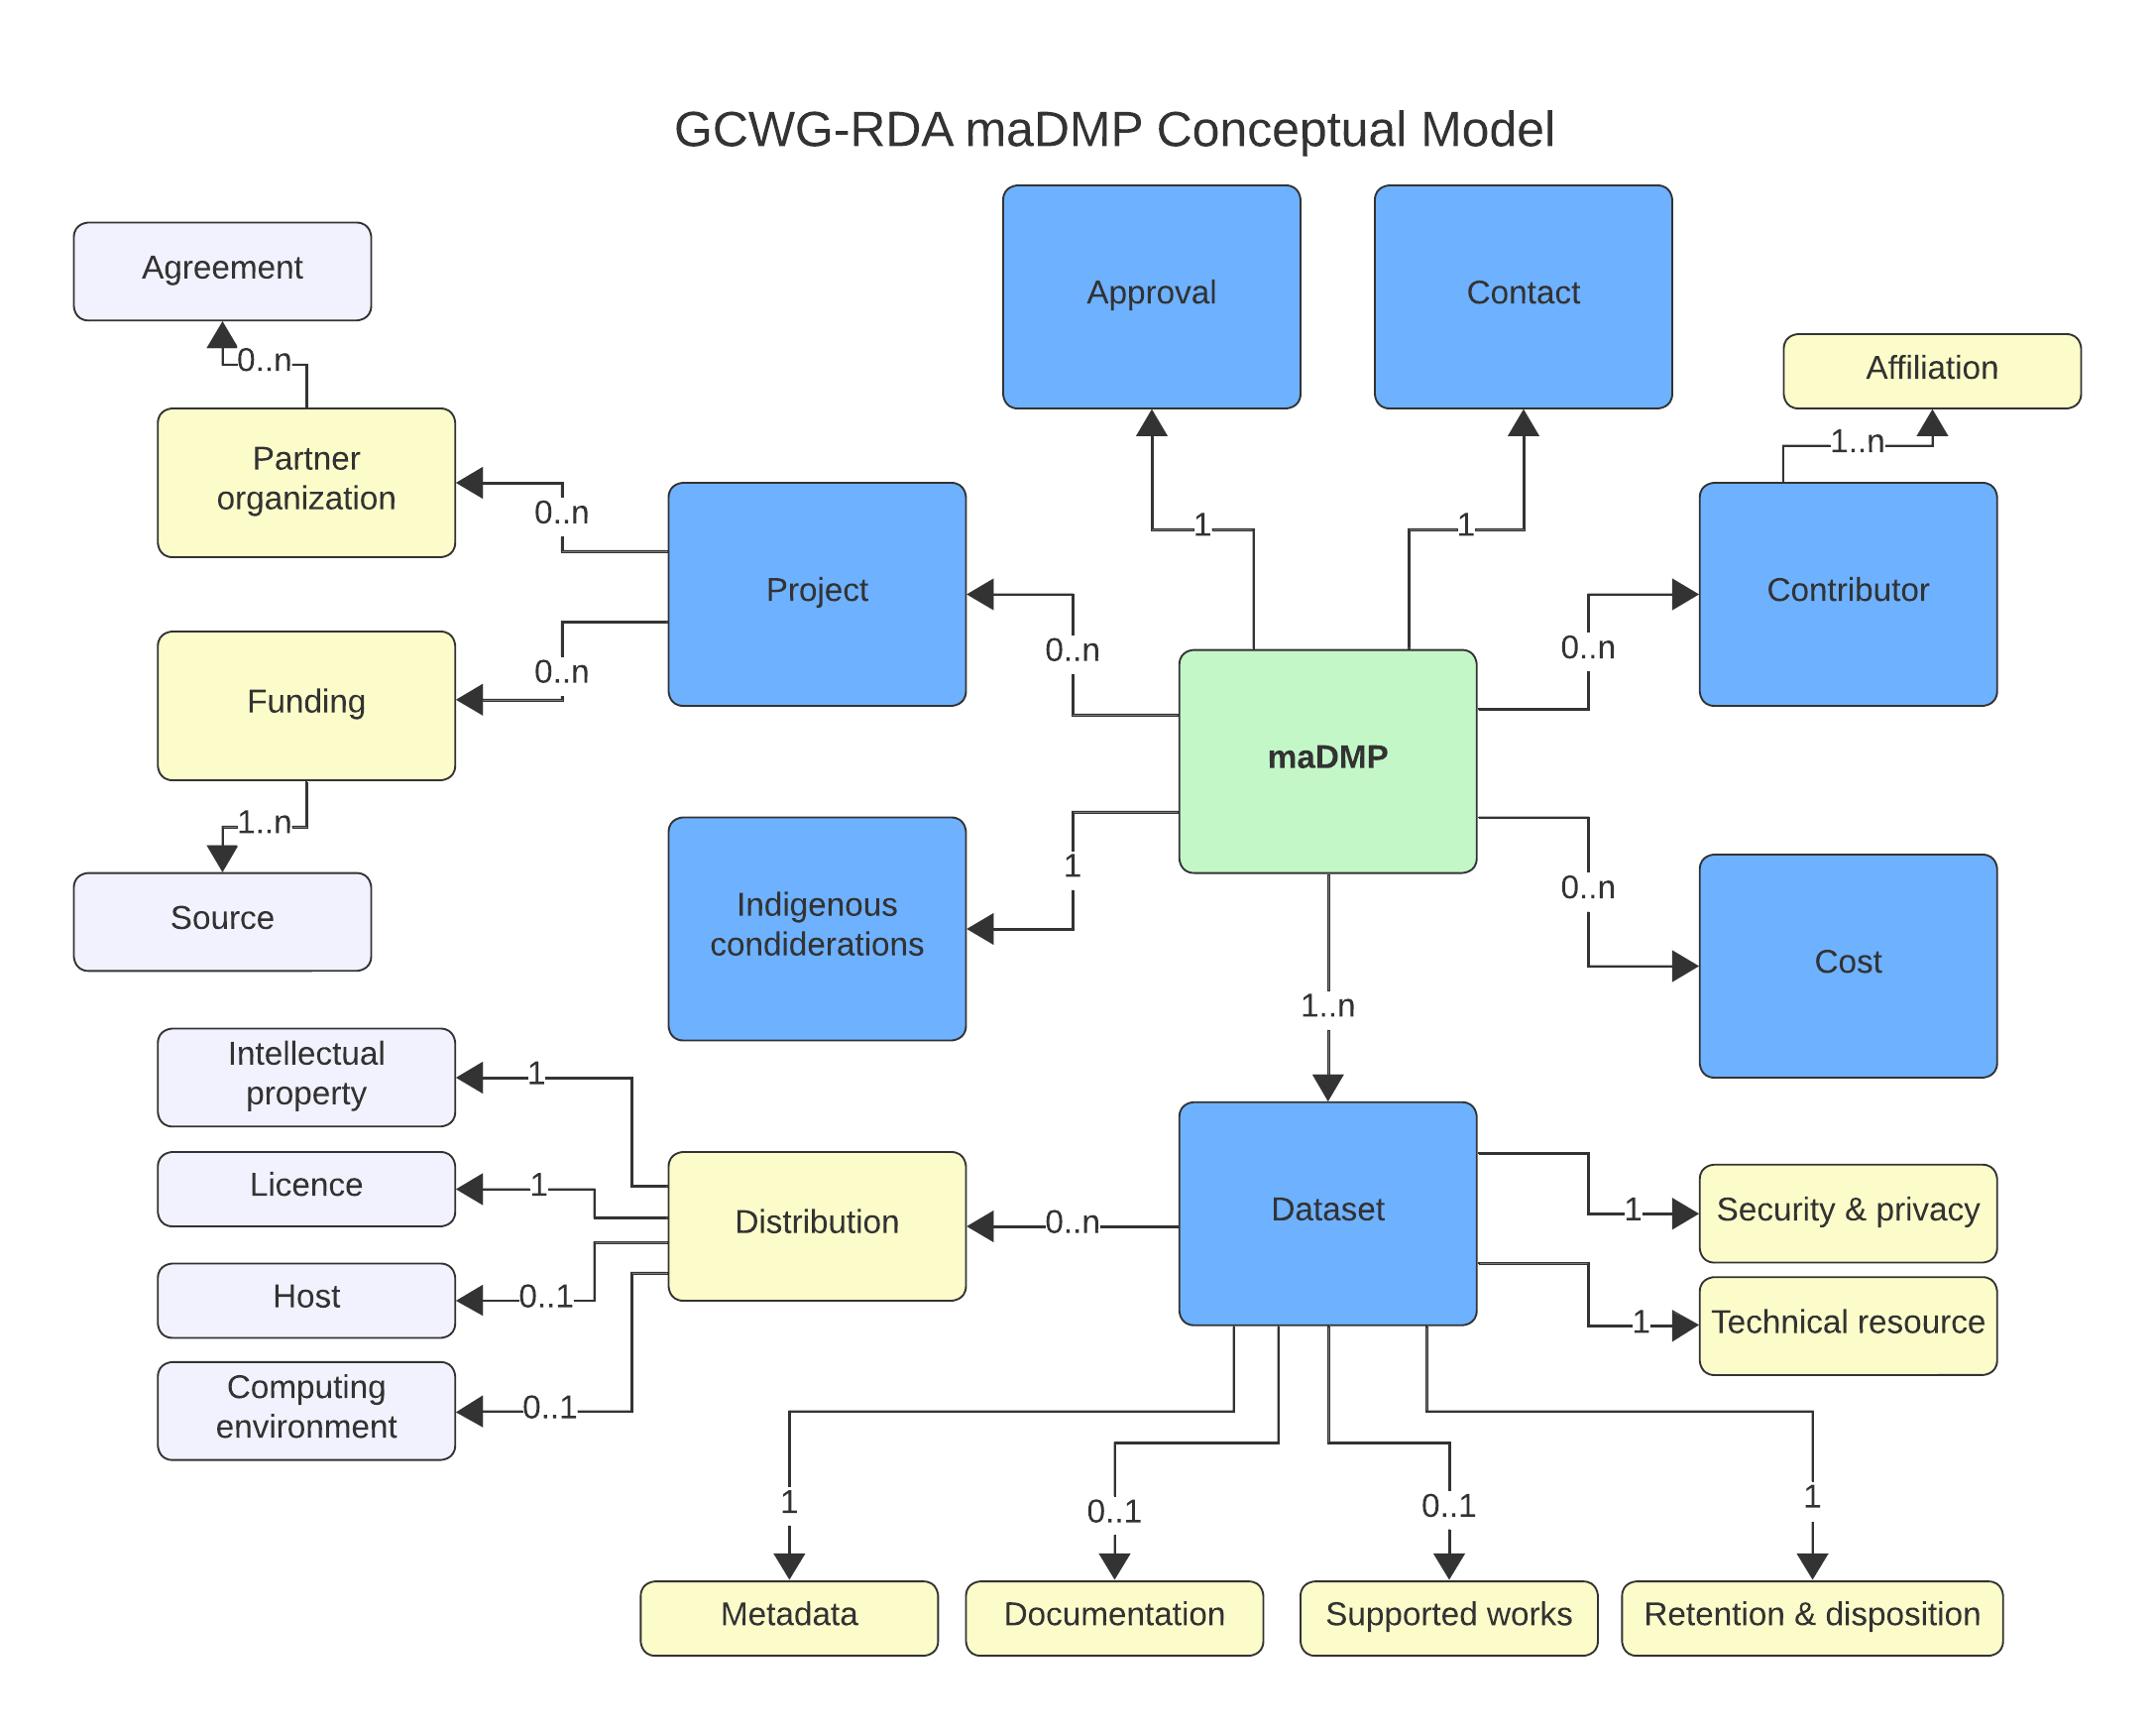 GCWG-RDA maDMP Conceptual Model
Agreement
Approval
Contact
Affiliation
0..n
1..n
Partner
organization
0..n
Project
1
1
Contributor
0..n
0..n
0..n
Funding
maDMP
1..n
Source
Indigenous
condiderations
1
0..n
Cost
1..n
Intellectual
property
1
Licence
1
Distribution
0..n
Dataset
1
Security & privacy
Host
0..1
1
Technical resource
Computing
environment
0..1
1
0..1
0..1
1
Metadata
Documentation
Supported works
Retention & disposition